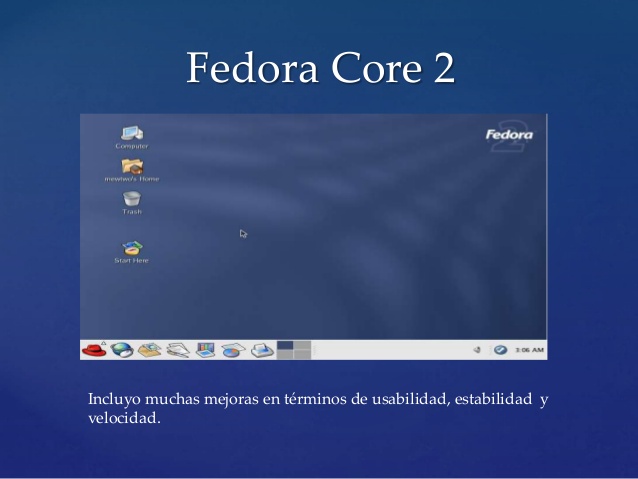 Fedora Core 2
Computer
Fedora
2
mewtwo's Home
Trash
Start Here
3:06 AM
Incluyo muchas mejoras en términos de usabilidad, estabilidad y
velocidad.